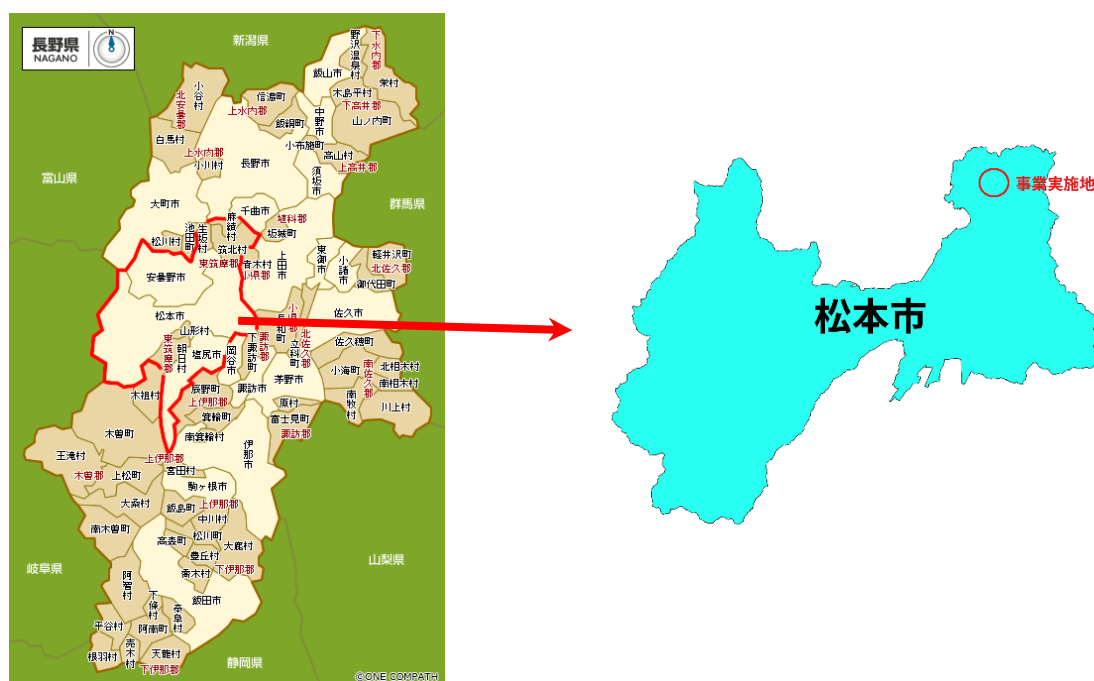 長野県
NAGANO
新潟県
富山県
群馬県
岐阜県
山梨県
静岡県
小谷村
北安曇郡
白馬村
上水内郡
小川村
信濃町
上水内郡
飯綱町
長野市
飯山市
野沢温泉村
下水内郡
栄村
木島平村
下高井郡
山ノ内町
中野市
小布施町
高山村
上高井郡
須坂市
大町市
松川村
池田町
生坂村
麻績村
筑北村
東筑摩郡
千曲市
埴科郡
坂城町
青木村
小県郡
上田市
東御市
小諸市
軽井沢町
北佐久郡
御代田町
安曇野市
松本市
山形村
東筑摩郡
朝日村
塩尻市
岡谷市
下諏訪町
諏訪郡
長和町
小県郡
立科町
北佐久郡
佐久市
佐久穂町
小海町
南佐久郡
北相木村
南相木村
南牧村
川上村
茅野市
諏訪市
原村
富士見町
諏訪郡
木祖村
辰野町
上伊那郡
箕輪町
南箕輪村
伊那市
木曽町
王滝村
木曽郡
上松町
上伊那郡
宮田村
駒ヶ根市
大桑村
飯島町
上伊那郡
中川村
南木曽町
高森町
松川町
大鹿村
豊丘村
喬木村
下伊那郡
飯田市
阿智村
下條村
泰阜村
平谷村
阿南町
根羽村
売木村
天龍村
下伊那郡
©ONE COMPATH
事業実施地
松本市